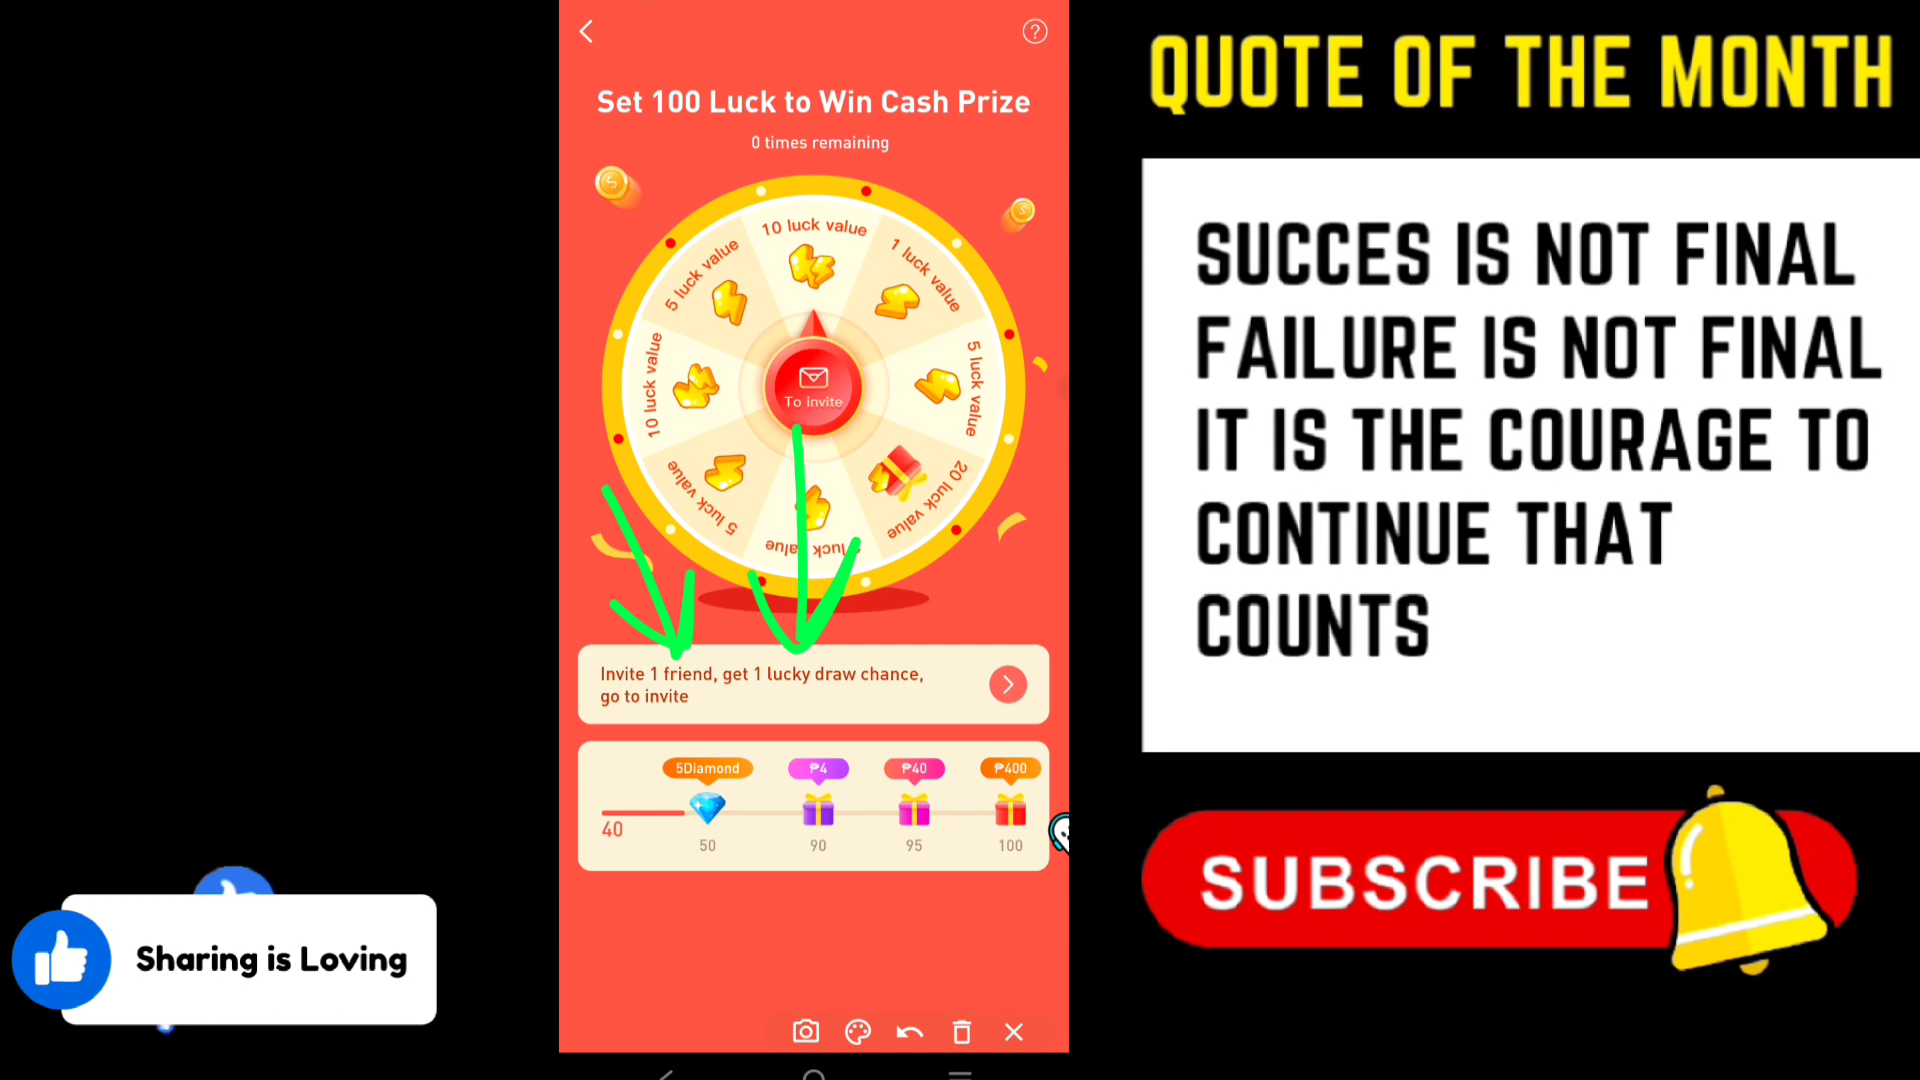 Set 100 Luck to Win Cash Prize
0 times remaining
10 luck value
1 luck value
5 luck value
20 luck value
luck value
5 luck value
10 luck value
5 luck value
To invite
Invite 1 friend, get 1 lucky draw chance,
go to invite
5Diamond
₱4
₱40
₱400
40
50
90
95
100
QUOTE OF THE MONTH
SUCCES IS NOT FINAL
FAILURE IS NOT FINAL
IT IS THE COURAGE TO
CONTINUE THAT
COUNTS
SUBSCRIBE
Sharing is Loving